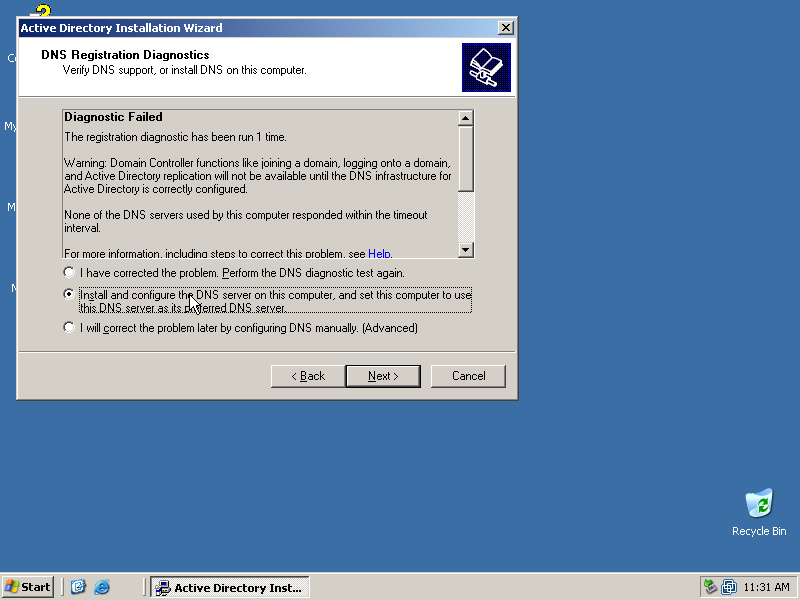 Active Directory Installation Wizard
DNS Registration Diagnostics
Verify DNS support, or install DNS on this computer.
Diagnostic Failed
The registration diagnostic has been run 1 time.
Warning: Domain Controller functions like joining a domain, logging onto a domain,
and Active Directory replication will not be available until the DNS infrastructure for
Active Directory is correctly configured.
None of the DNS servers used by this computer responded within the timeout
interval.
For more information, including steps to correct this problem, see Help.
I have corrected the problem. Perform the DNS diagnostic test again.
Install and configure the DNS server on this computer, and set this computer to use
this DNS server as its preferred DNS server.
I will correct the problem later by configuring DNS manually. (Advanced)
< Back
Next >
Cancel
Recycle Bin
Start
Active Directory Inst...
11:31 AM